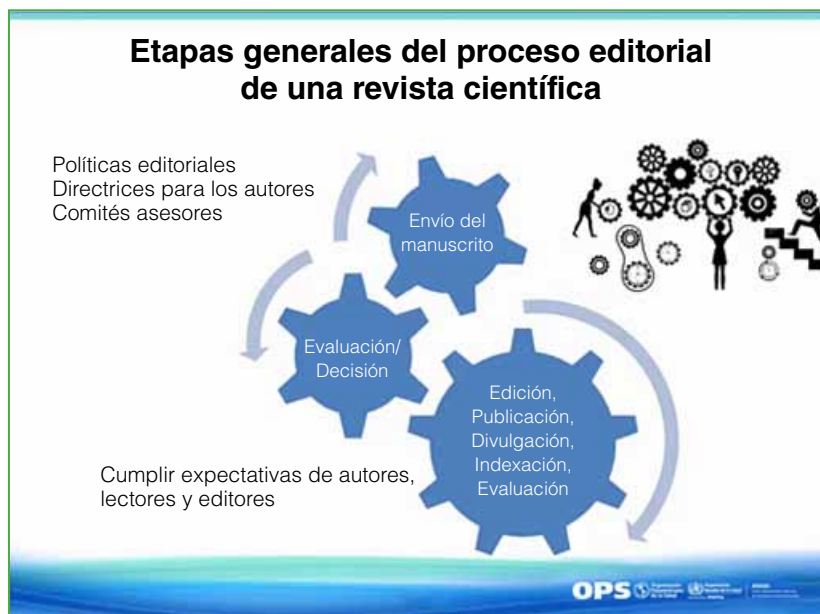 Etapas generales del proceso editorial
de una revista científica
Políticas editoriales
Directrices para los autores
Comités asesores
Envío del
manuscrito
Evaluación/
Decisión
Edición,
Publicación,
Divulgación,
Indexación,
Evaluación
Cumplir expectativas de autores,
lectores y editores
OPS